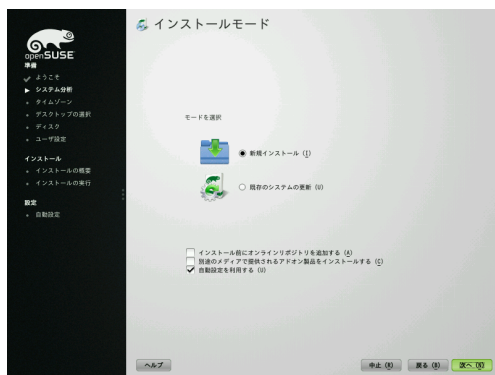 openSUSE
準備
ようこそ
システム分析
タイムゾーン
デスクトップの選択
ディスク
ユーザ設定
インストール
インストールの概要
インストールの実行
設定
自動設定
インストールモード
モードを選択
新規インストール (I)
既存のシステムの更新 (U)
インストール前にオンラインリポジトリを追加する (A)
別途のメディアで提供されるアドオン製品をインストールする (C)
自動設定を利用する (U)
ヘルプ
中止 (R)
戻る (B)
次へ (N)